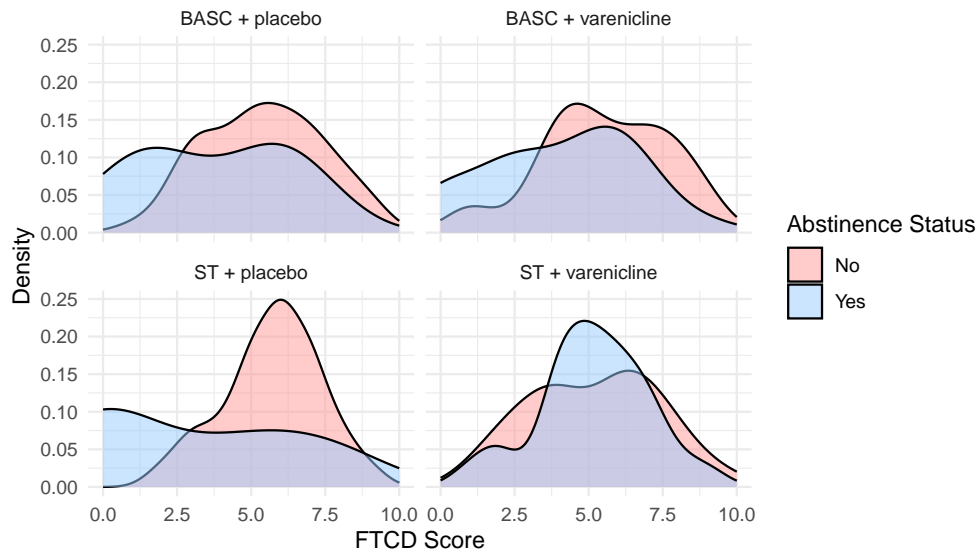 BASC + placebo
BASC + varenicline
0.25
0.20
0.15
0.10
0.05
0.00
ST + placebo
ST + varenicline
0.25
0.20
0.15
0.10
0.05
0.00
0.0 2.5 5.0 7.5 10.0
0.0 2.5 5.0 7.5 10.0
FTCD Score
Density
Abstinence Status
No
Yes